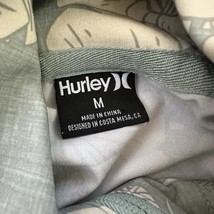 Hurley
M
MADE IN CHINA
DESIGNED IN COSTA MESA, CA